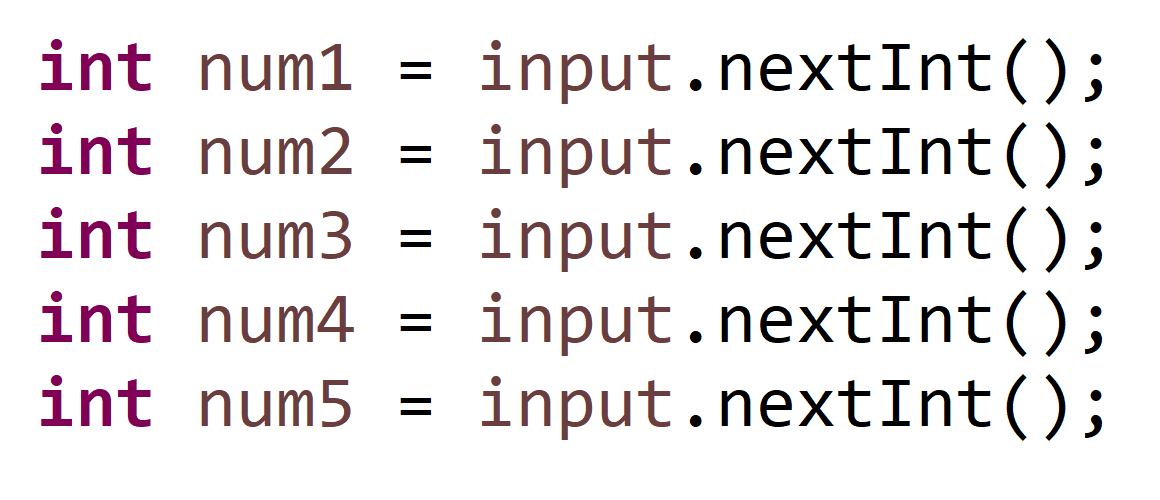 int num1 = input.nextInt();
int num2 = input.nextInt();
int num3 = input.nextInt();
int num4 = input.nextInt();
int num5 = input.nextInt();